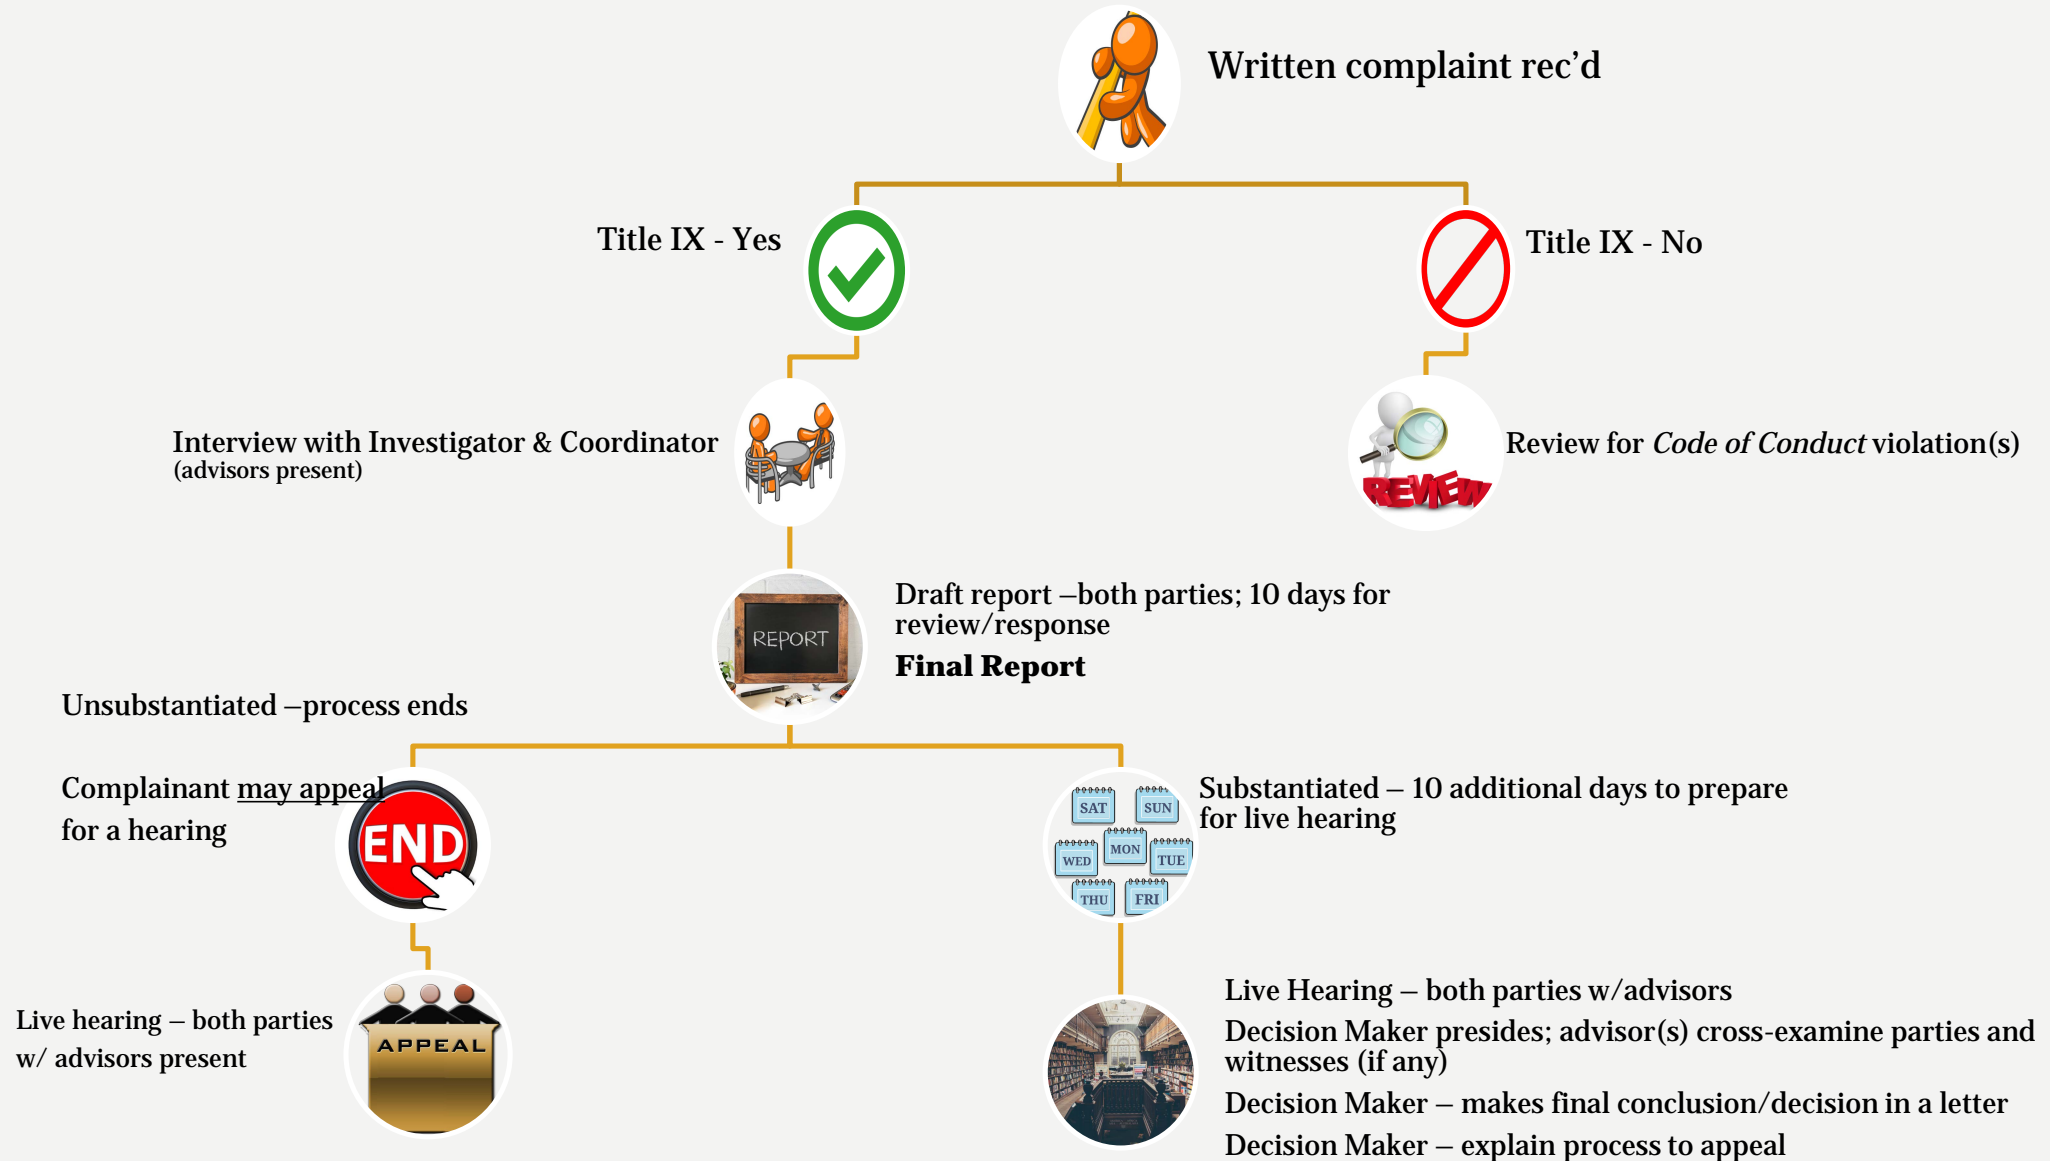 Written complaint rec’d
Title IX - Yes
Title IX - No
Interview with Investigator & Coordinator
(advisors present)
Review for Code of Conduct violation(s)
REVIEW
Draft report –both parties; 10 days for
review/response
Final Report
REPORT
Unsubstantiated –process ends
Complainant may appeal
for a hearing
END
Substantiated – 10 additional days to prepare
for live hearing
SAT
SUN
WED
MON
TUE
THU
FRI
Live hearing – both parties
w/ advisors present
APPEAL
Live Hearing – both parties w/advisors
Decision Maker presides; advisor(s) cross-examine parties and
witnesses (if any)
Decision Maker – makes final conclusion/decision in a letter
Decision Maker – explain process to appeal